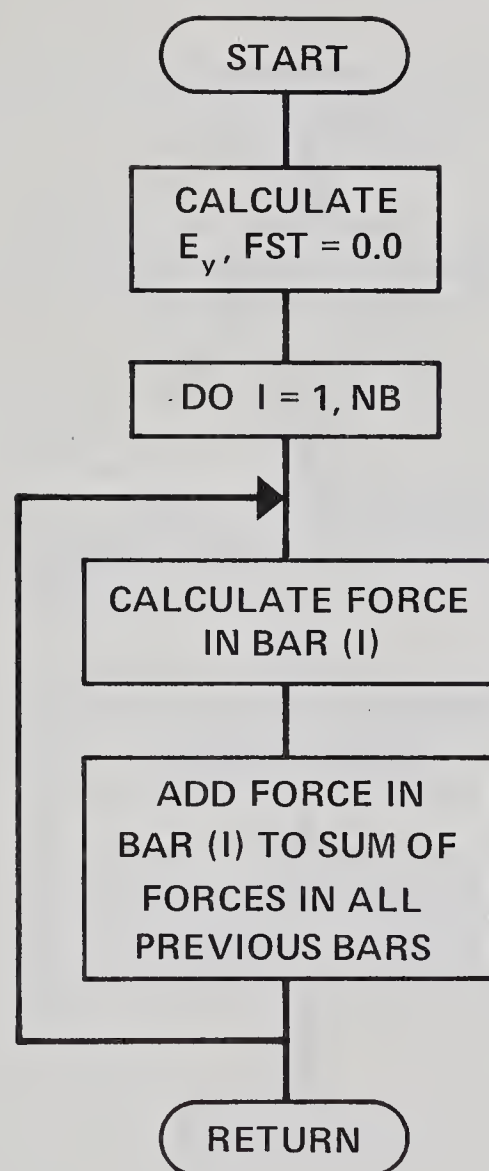 START
CALCULATE
E_y, FST = 0.0
DO I = 1, NB
CALCULATE FORCE
IN BAR (I)
ADD FORCE IN
BAR (I) TO SUM OF
FORCES IN ALL
PREVIOUS BARS
RETURN